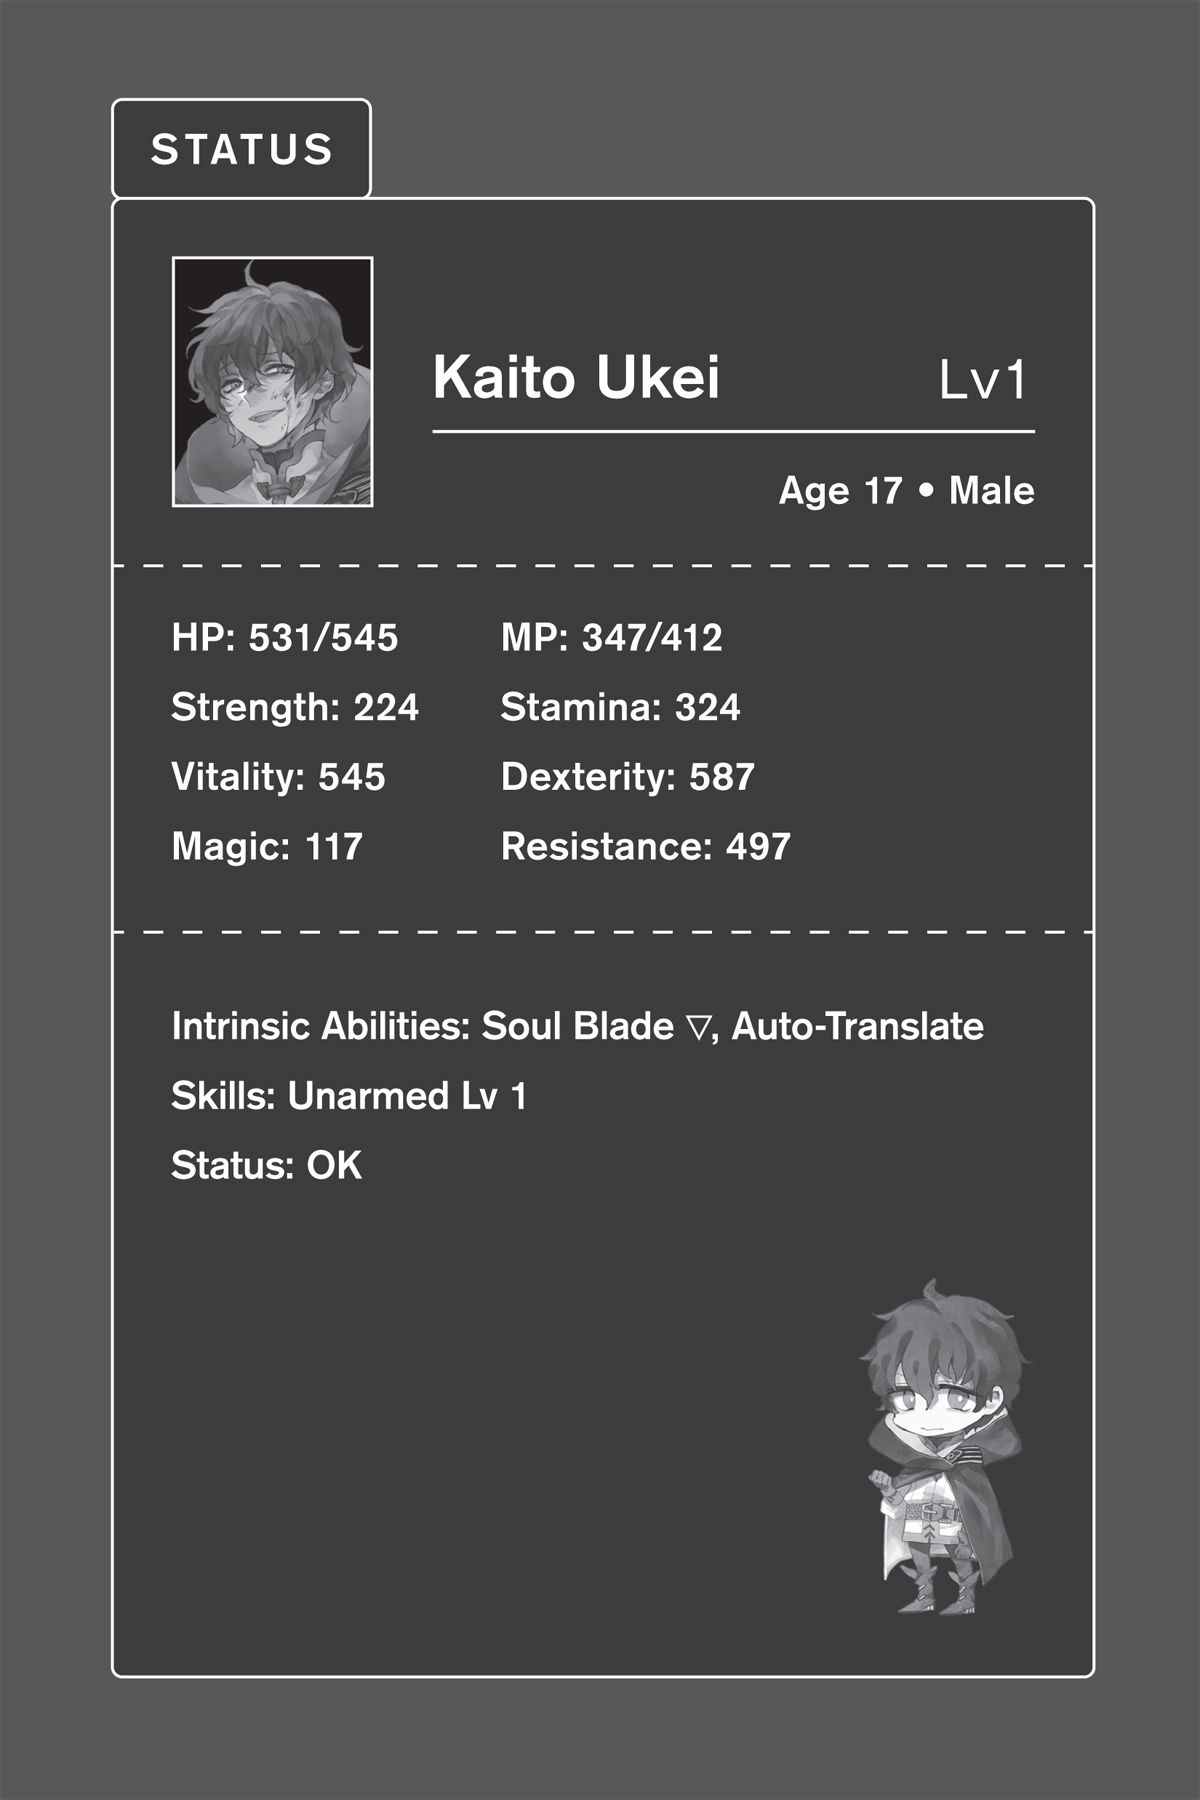 STATUS
Kaito Ukei Lv1
Age 17 • Male
HP: 531/545 MP: 347/412
Strength: 224 Stamina: 324
Vitality: 545 Dexterity: 587
Magic: 117 Resistance: 497
Intrinsic Abilities: Soul Blade ▽, Auto-Translate
Skills: Unarmed Lv 1
Status: OK